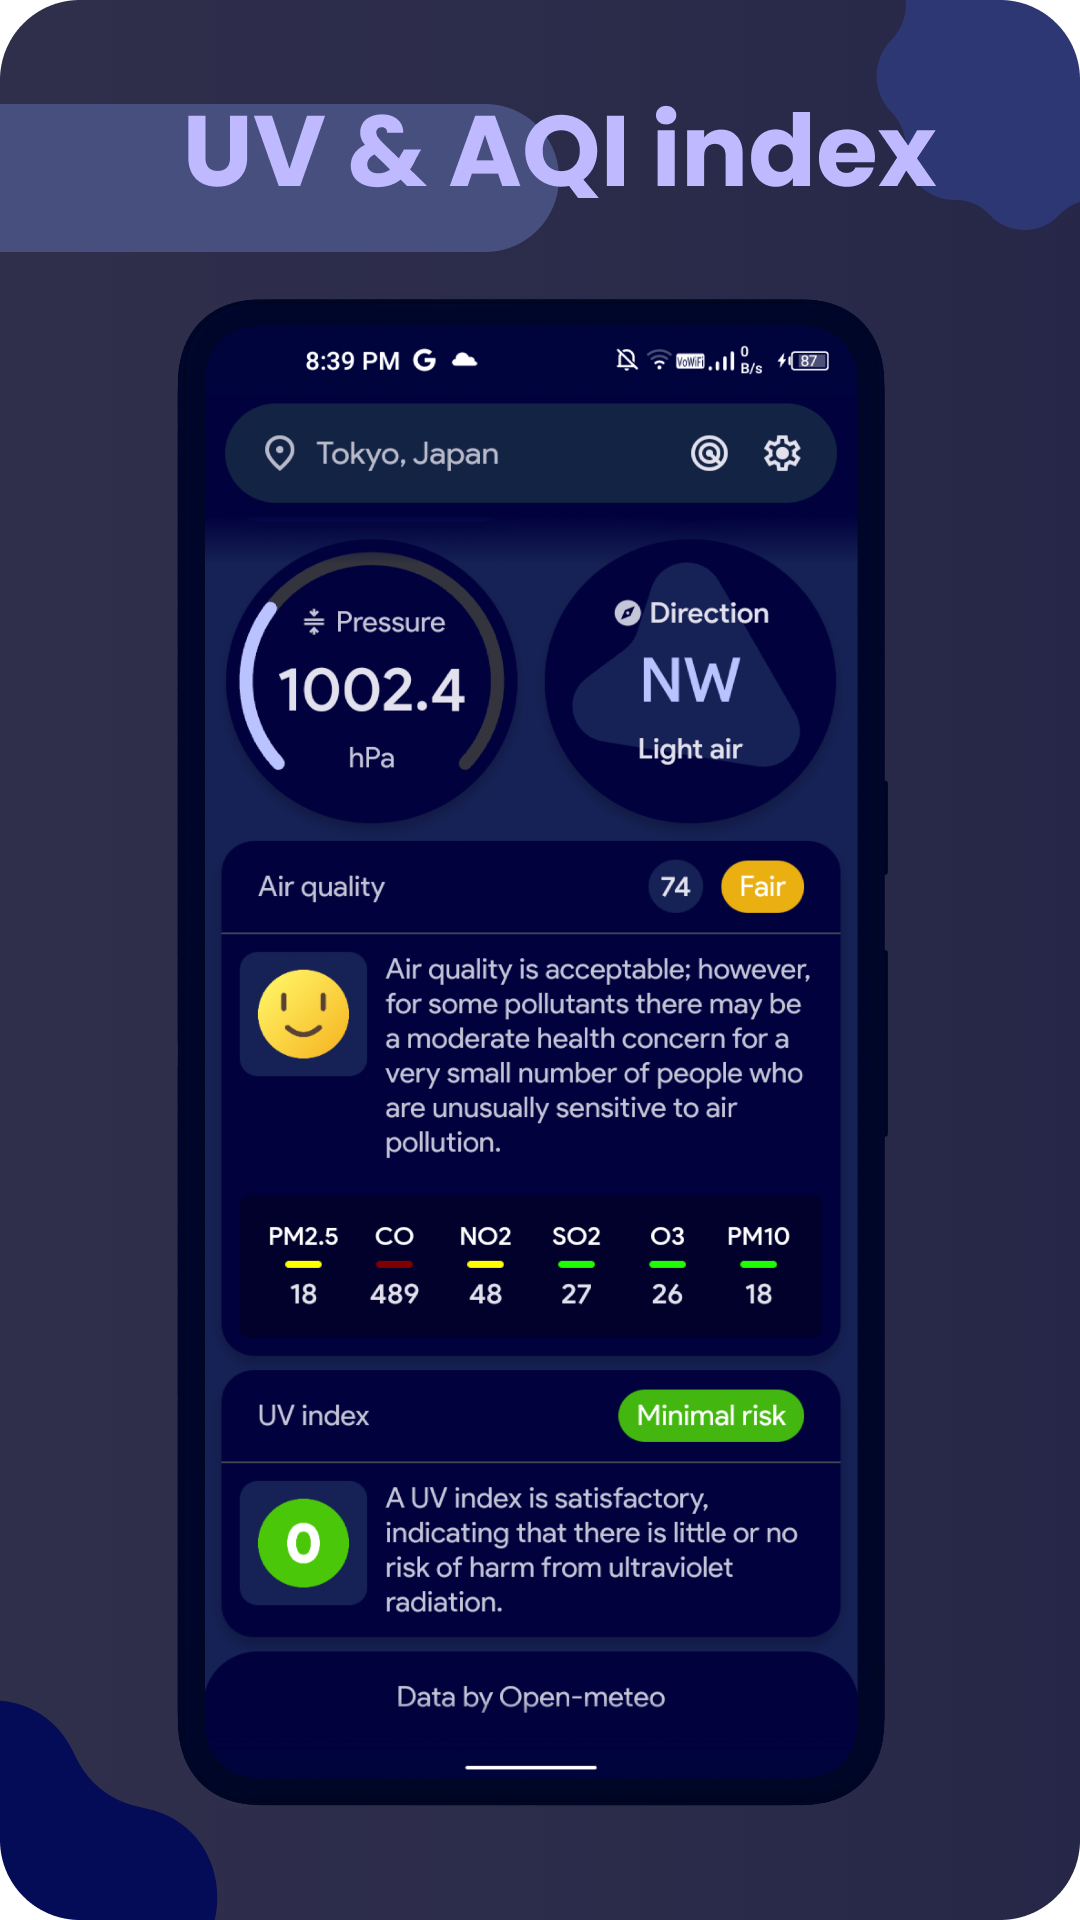 UV & AQI index
8:39 PM G
VoWiFi 0 B/s 87
Tokyo, Japan
Pressure
1002.4
hPa
Direction
NW
Light air
Air quality 74 Fair
Air quality is acceptable; however,
for some pollutants there may be
a moderate health concern for a
very small number of people who
are unusually sensitive to air
pollution.
PM2.5 CO NO2 SO2 O3 PM10
18 489 48 27 26 18
UV index Minimal risk
0
A UV index is satisfactory,
indicating that there is little or no
risk of harm from ultraviolet
radiation.
Data by Open-meteo